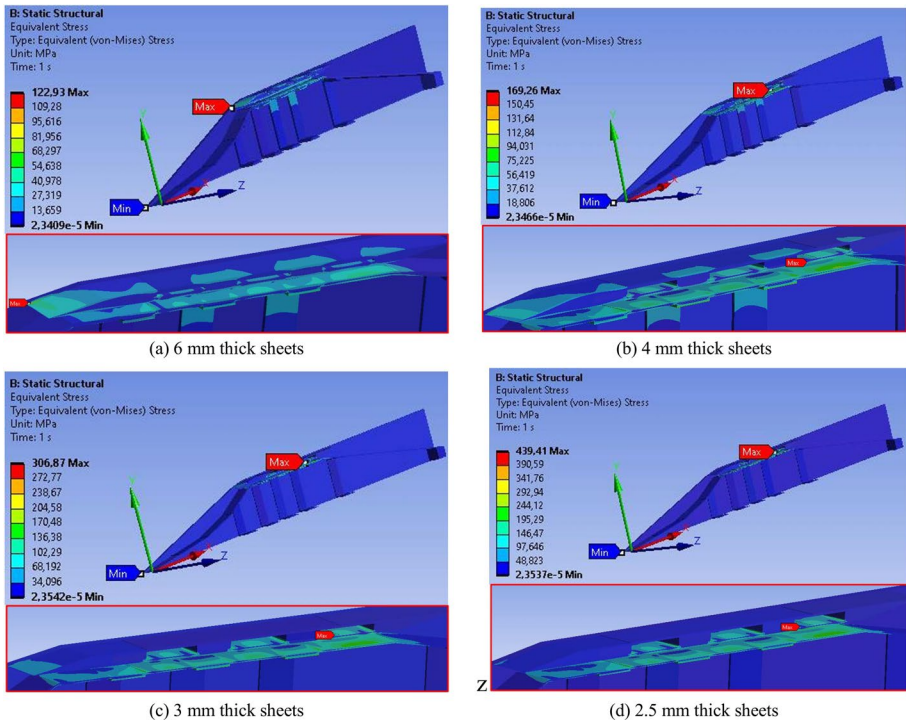 B: Static Structural
Equivalent Stress
Type: Equivalent (von-Mises) Stress
Unit: MPa
Time: 1 s
122,93 Max
109,28
95,616
81,956
68,297
54,638
40,978
27,319
13,659
2,3409e-5 Min
Max
Min
Y
X
Z
Max
(a) 6 mm thick sheets
B: Static Structural
Equivalent Stress
Type: Equivalent (von-Mises) Stress
Unit: MPa
Time: 1 s
169,26 Max
150,45
131,64
112,84
94,031
75,225
56,419
37,612
18,806
2,3466e-5 Min
Max
Min
Y
X
Z
Max
(b) 4 mm thick sheets
B: Static Structural
Equivalent Stress
Type: Equivalent (von-Mises) Stress
Unit: MPa
Time: 1 s
306,87 Max
272,77
238,67
204,58
170,48
136,38
102,29
68,192
34,096
2,3542e-5 Min
Max
Min
Y
X
Z
Max
(c) 3 mm thick sheets
B: Static Structural
Equivalent Stress
Type: Equivalent (von-Mises) Stress
Unit: MPa
Time: 1 s
439,41 Max
390,59
341,76
292,94
244,12
195,29
146,47
97,646
48,823
2,3537e-5 Min
Max
Min
Y
X
Z
Max
Z
(d) 2.5 mm thick sheets